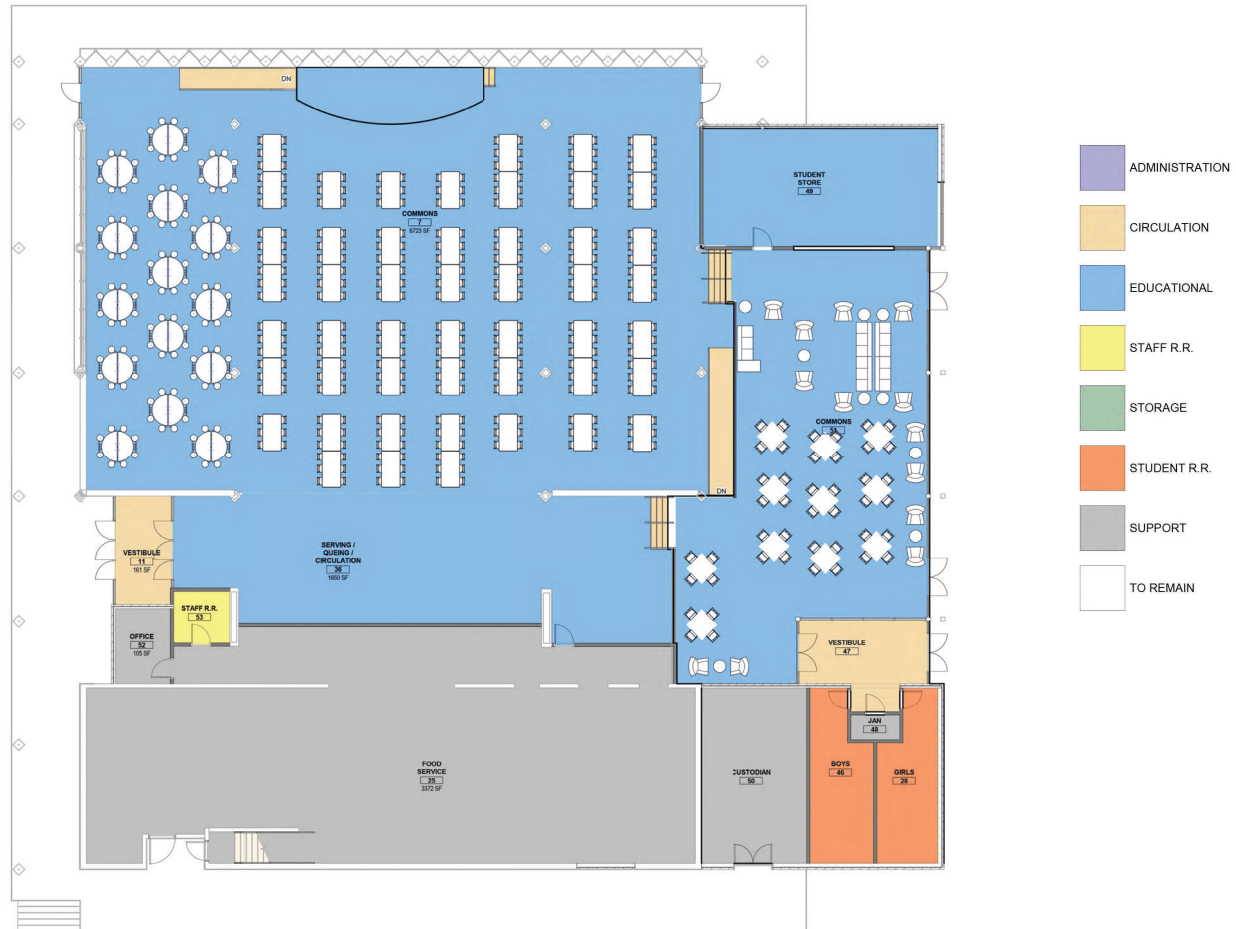 DN
STUDENT
STORE
49
COMMONS
7
6723 SF
COMMONS
51
DN
VESTIBULE
11
161 SF
SERVING /
QUEING /
CIRCULATION
36
1650 SF
STAFF R.R.
53
OFFICE
52
105 SF
VESTIBULE
47
JAN
48
FOOD
SERVICE
25
3372 SF
CUSTODIAN
50
BOYS
46
GIRLS
28
ADMINISTRATION
CIRCULATION
EDUCATIONAL
STAFF R.R.
STORAGE
STUDENT R.R.
SUPPORT
TO REMAIN